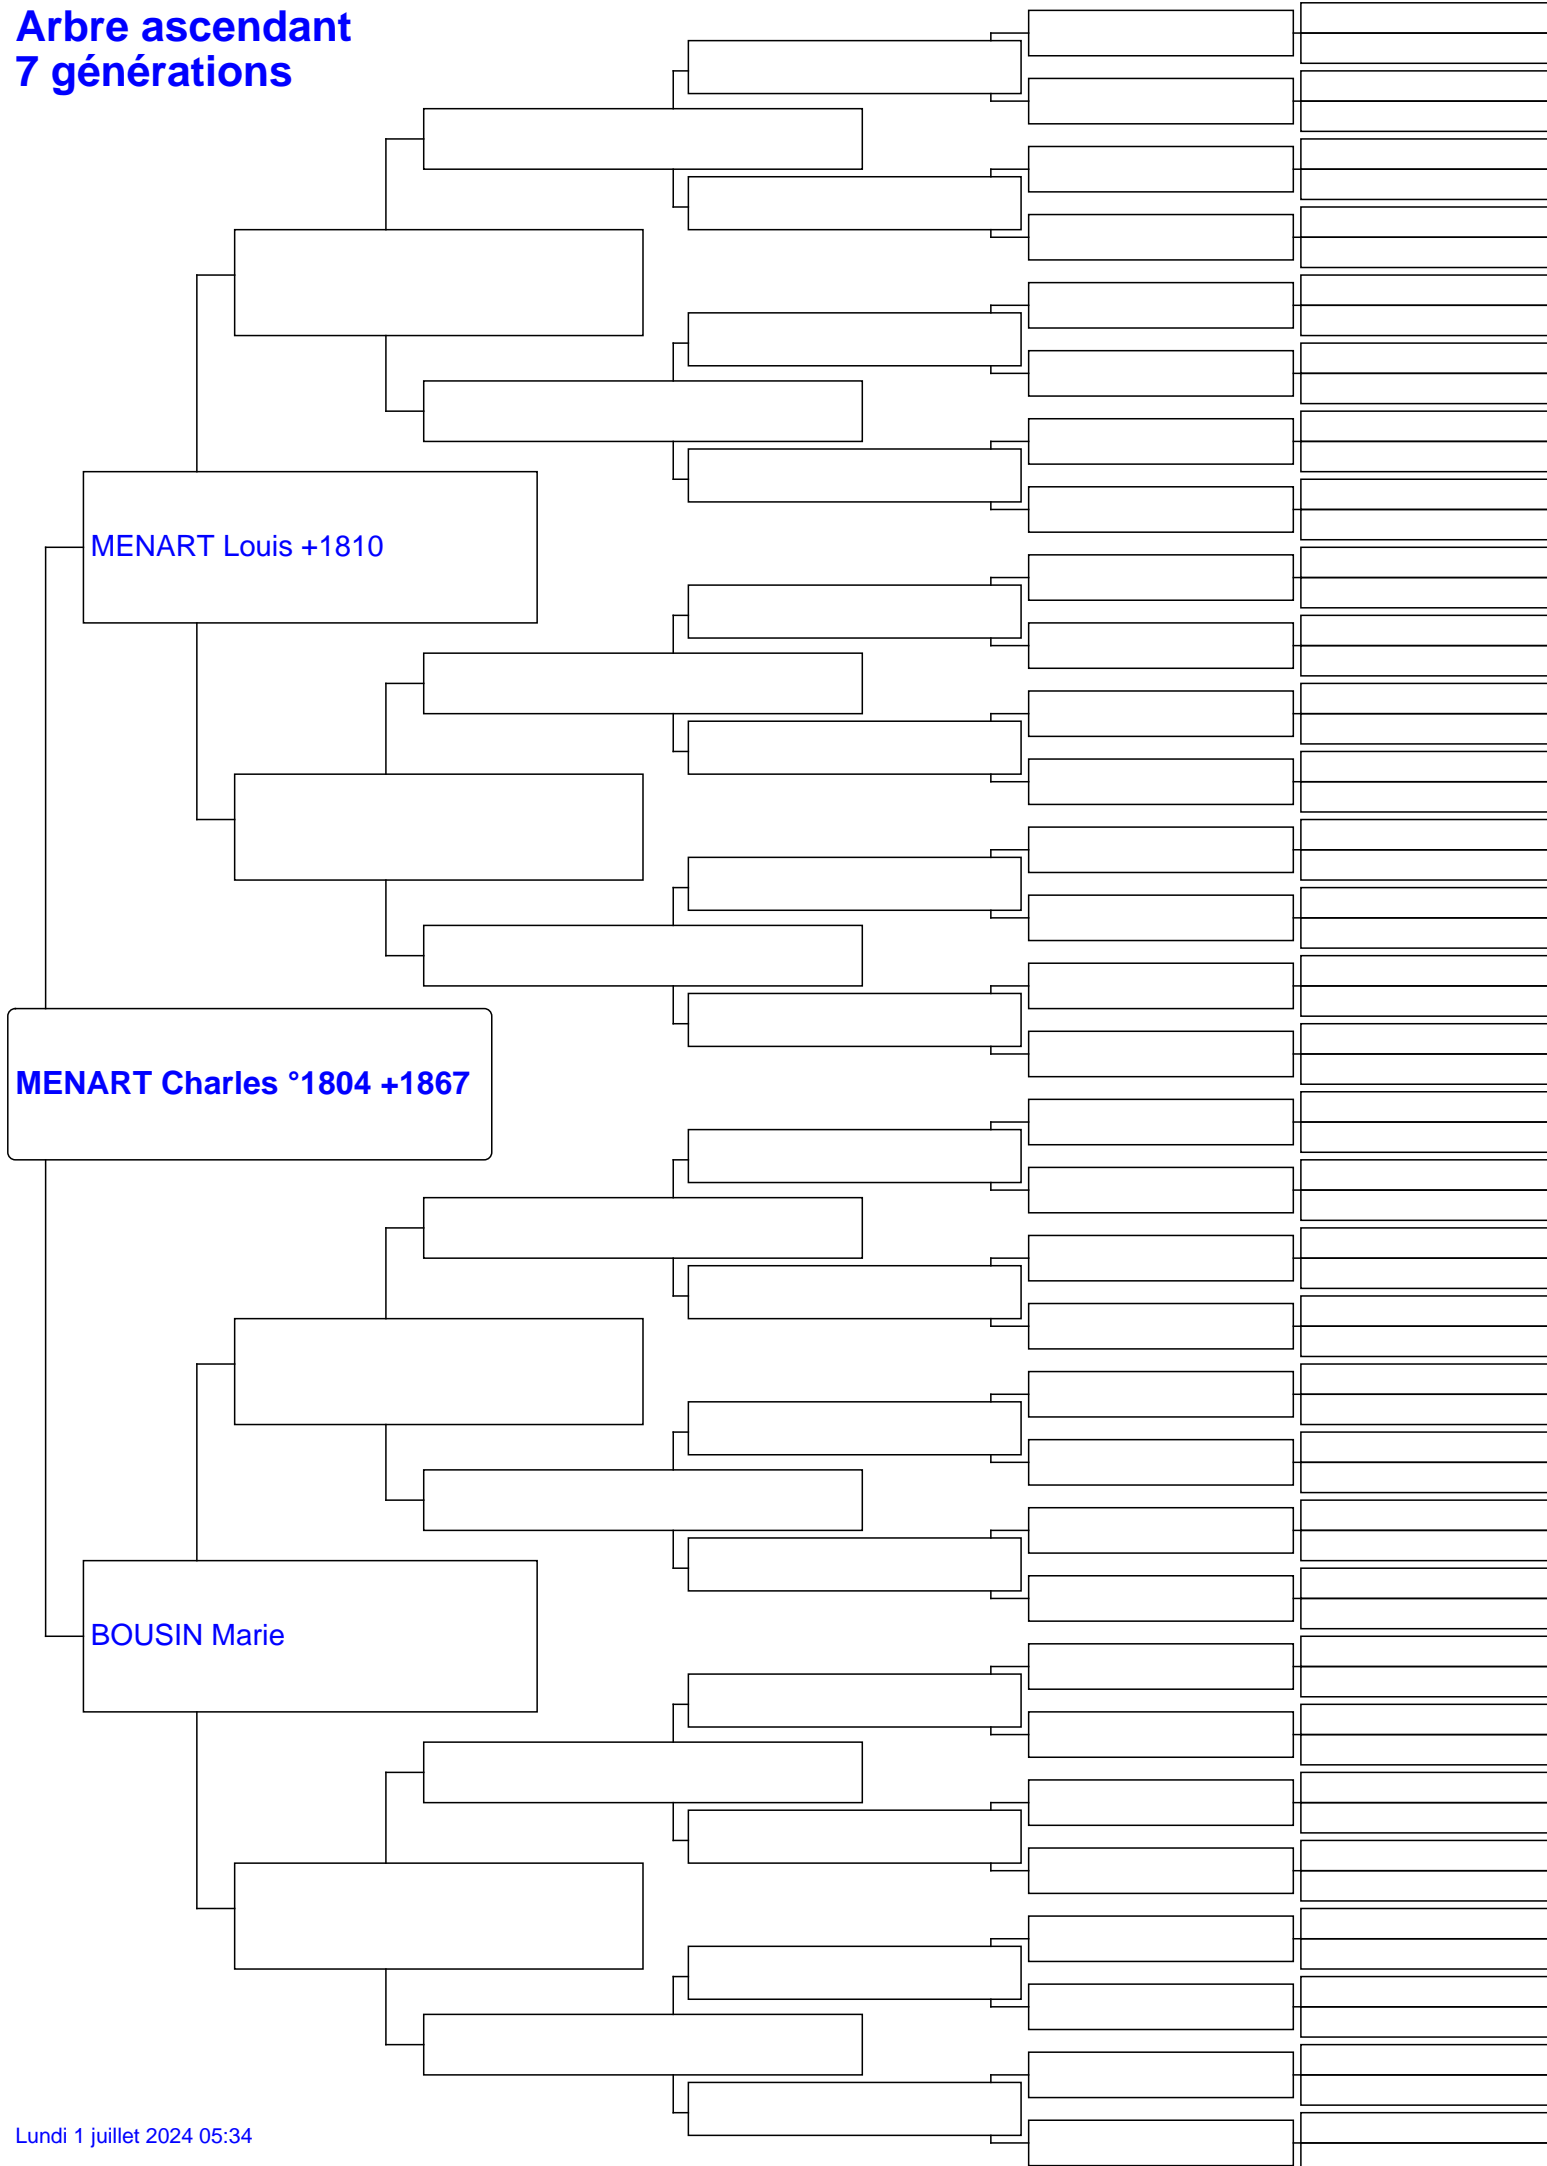 Arbre ascendant
7 générations
MENART Louis +1810
MENART Charles °1804 +1867
BOUSIN Marie
Lundi 1 juillet 2024 05:34